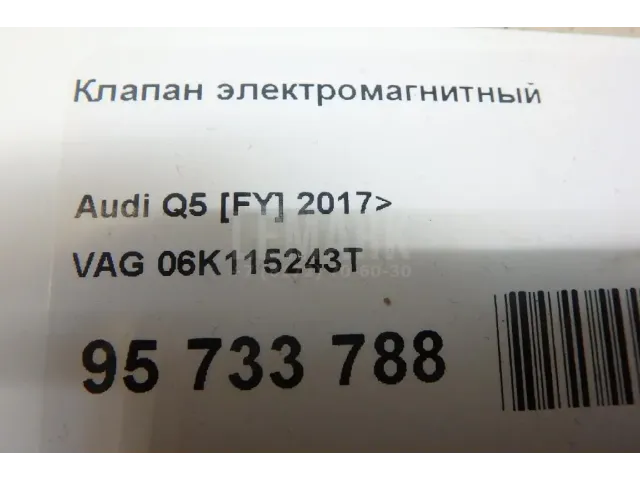 Клапан электромагнитный
Audi Q5 [FY] 2017>
VAG 06K115243T
95 733 788